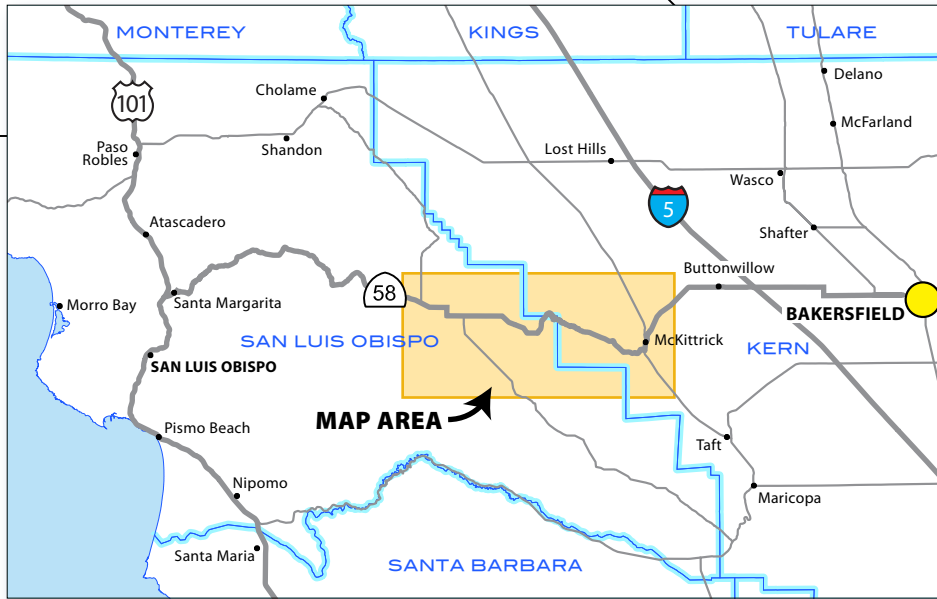 MONTEREY
KINGS
TULARE
Delano
Cholame
101
McFarland
Paso
Robles
Shandon
Lost Hills
Wasco
5
Atascadero
Shafter
Buttonwillow
58
Morro Bay
Santa Margarita
BAKERSFIELD
SAN LUIS OBISPO
McKittrick
KERN
SAN LUIS OBISPO
MAP AREA
Pismo Beach
Taft
Nipomo
Maricopa
Santa Maria
SANTA BARBARA